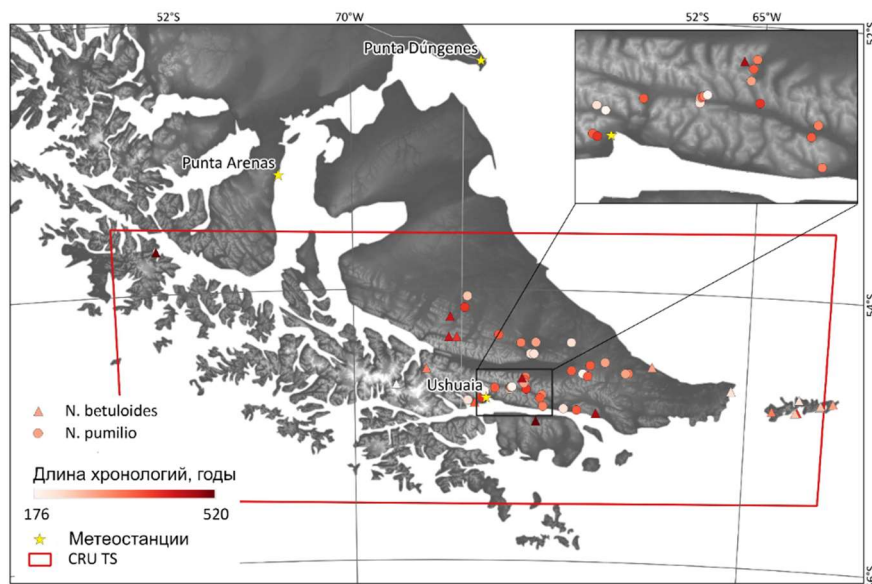 52°S 70°W 52°S 65°W
52°S
Punta Dúngenes
Punta Arenas
54°S
Ushuaia
N. betuloides
N. pumilio
Длина хронологий, годы
176 520
Метеостанции
CRU TS